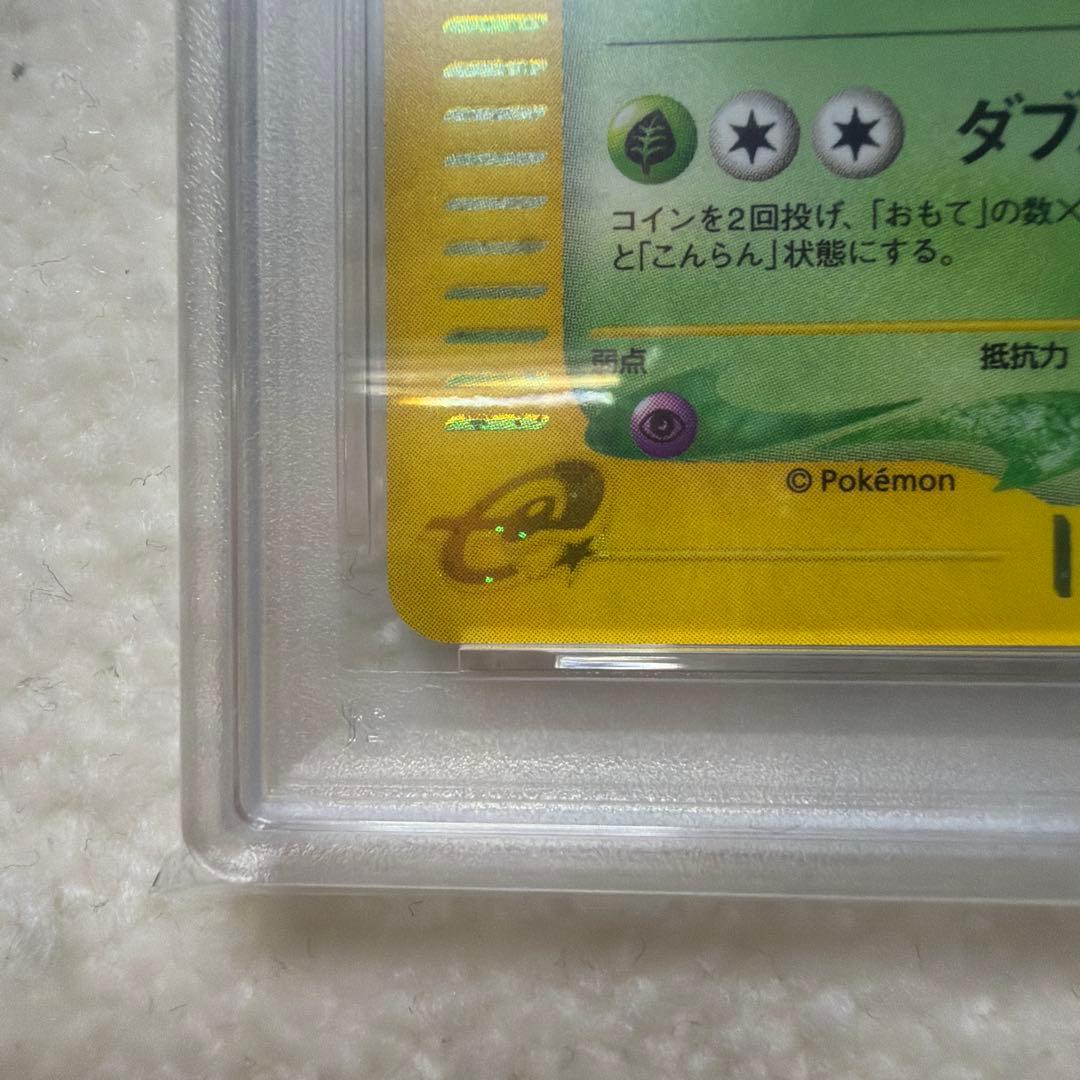 ダブ
コインを2回投げ、「おもて」の数×
と「こんらん」状態にする。
弱点 抵抗力
© Pokémon
e